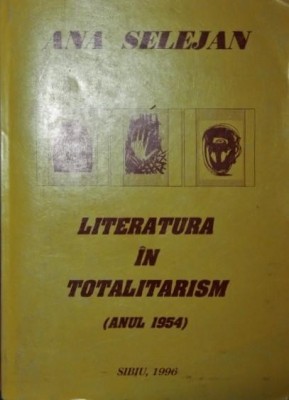 ANA SELEJAN
LITERATURA
ÎN
TOTALITARISM
(ANUL 1954)
SIBIU, 1996